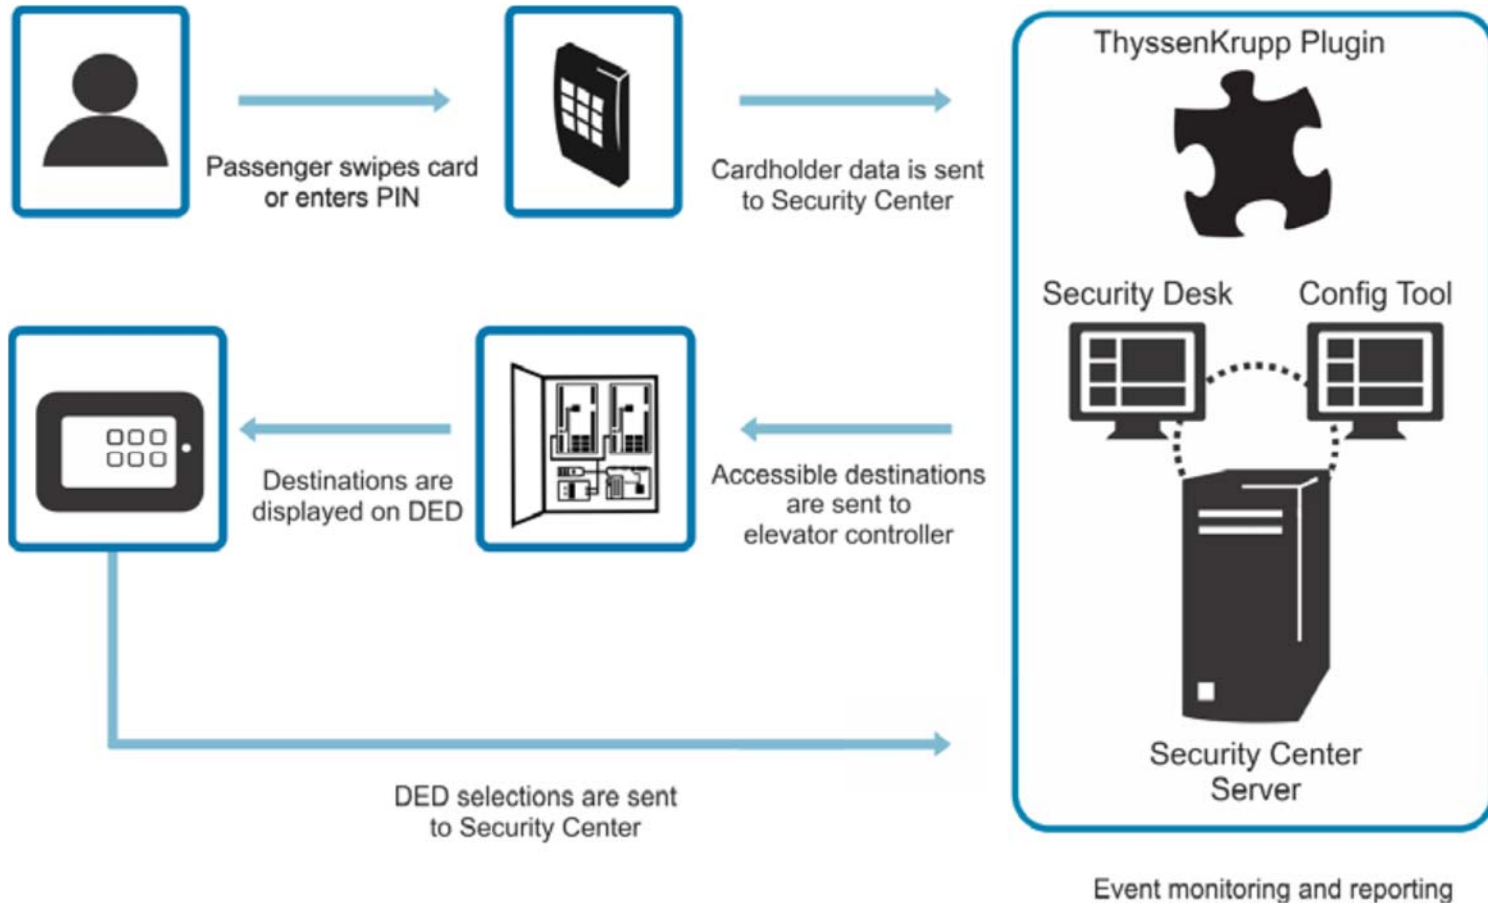 ThyssenKrupp Plugin
Passenger swipes card
or enters PIN
Cardholder data is sent
to Security Center
Security Desk
Config Tool
Destinations are
displayed on DED
Accessible destinations
are sent to
elevator controller
Security Center
Server
DED selections are sent
to Security Center
Event monitoring and reporting